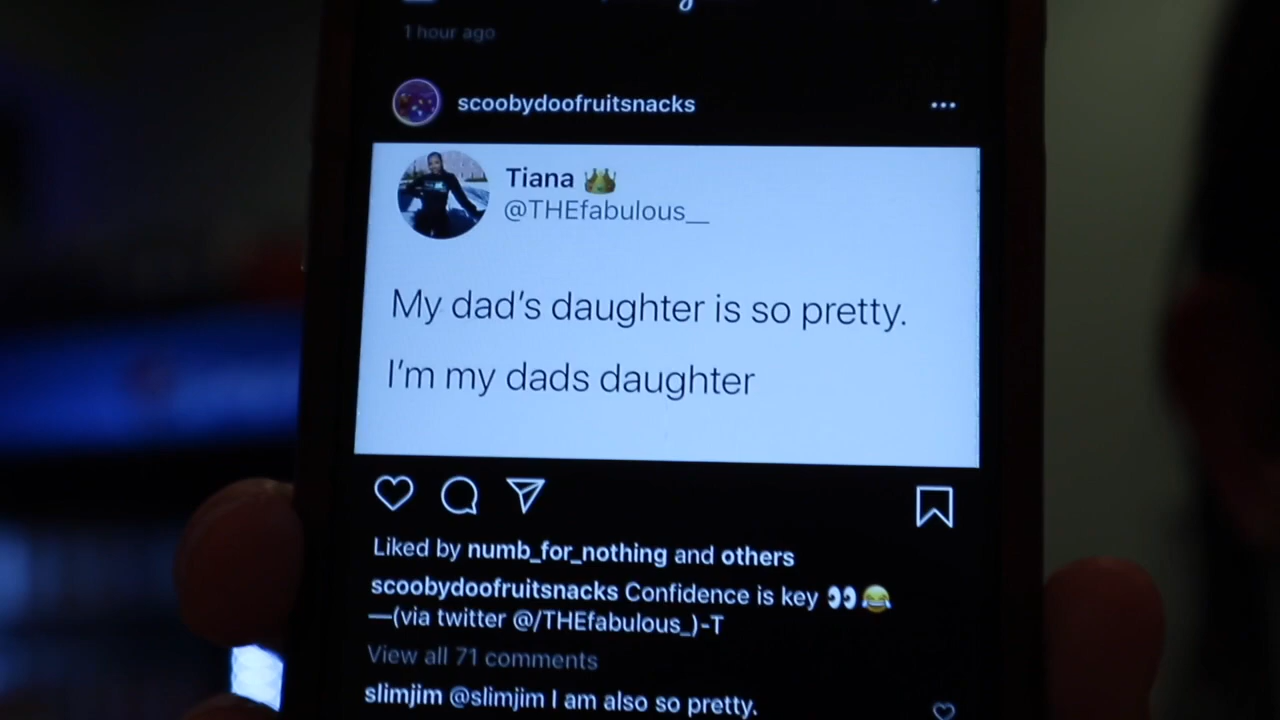 1 hour ago
scoobydoofruitsnacks
Tiana 👑
@THEfabulous__
My dad's daughter is so pretty.
I'm my dads daughter
Liked by numb_for_nothing and others
scoobydoofruitsnacks Confidence is key 👀😂
—(via twitter @/THEfabulous_)-T
View all 71 comments
slimjim @slimjim I am also so pretty.